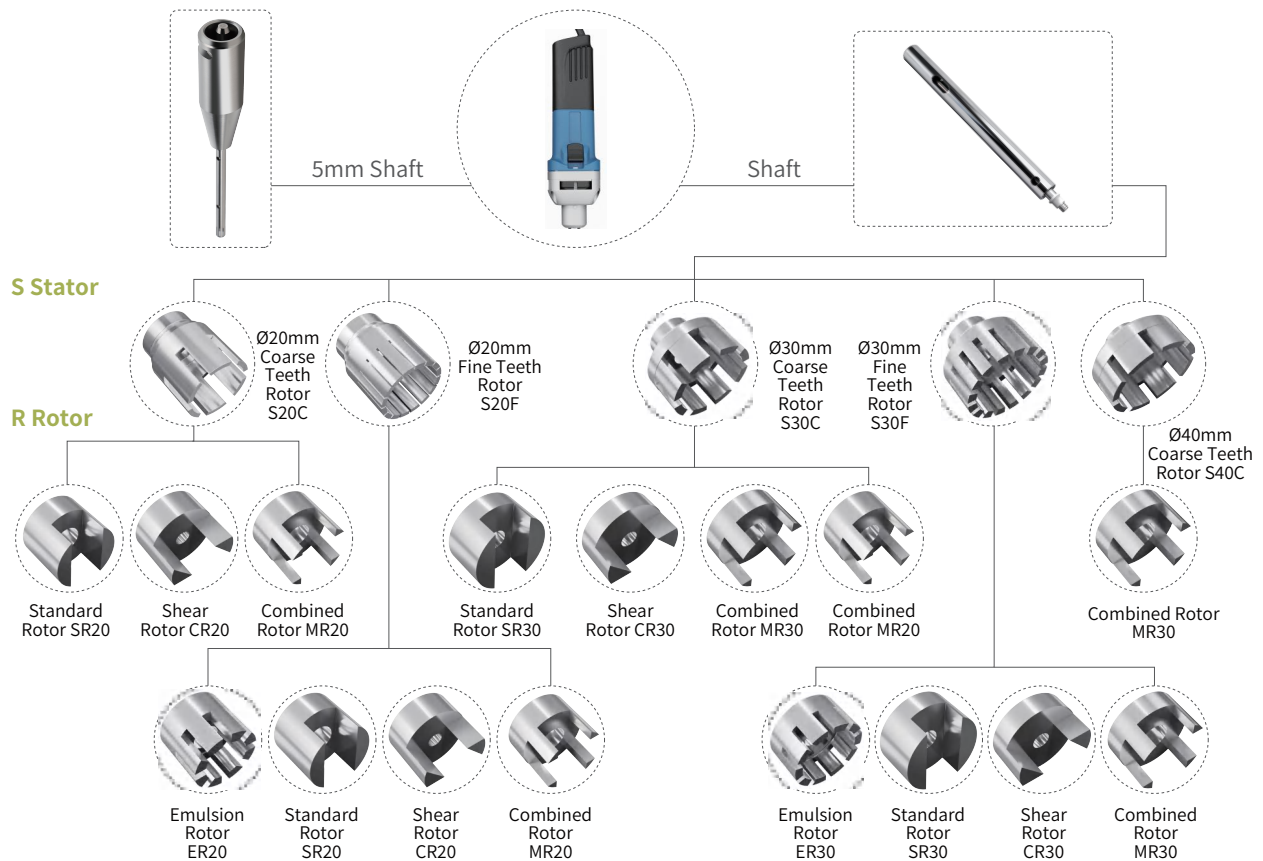 5mm Shaft
Shaft
S Stator
Ø20mm
Coarse
Teeth
Rotor
S20C
Ø20mm
Fine Teeth
Rotor
S20F
Ø30mm
Coarse
Teeth
Rotor
S30C
Ø30mm
Fine
Teeth
Rotor
S30F
Ø40mm
Coarse Teeth
Rotor S40C
R Rotor
Standard
Rotor SR20
Shear
Rotor CR20
Combined
Rotor MR20
Standard
Rotor SR30
Shear
Rotor CR30
Combined
Rotor MR30
Combined
Rotor MR20
Combined Rotor
MR30
Emulsion
Rotor
ER20
Standard
Rotor
SR20
Shear
Rotor
CR20
Combined
Rotor
MR20
Emulsion
Rotor
ER30
Standard
Rotor
SR30
Shear
Rotor
CR30
Combined
Rotor
MR30